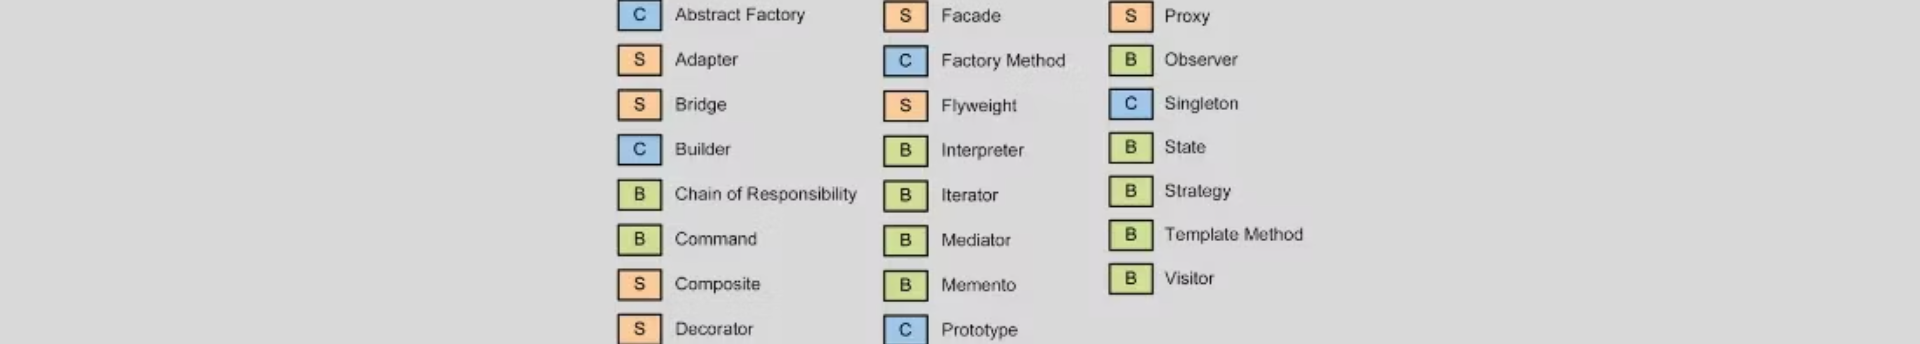 C Abstract Factory
S Adapter
S Bridge
C Builder
B Chain of Responsibility
B Command
S Composite
S Decorator
S Facade
C Factory Method
S Flyweight
B Interpreter
B Iterator
B Mediator
B Memento
C Prototype
S Proxy
B Observer
C Singleton
B State
B Strategy
B Template Method
B Visitor